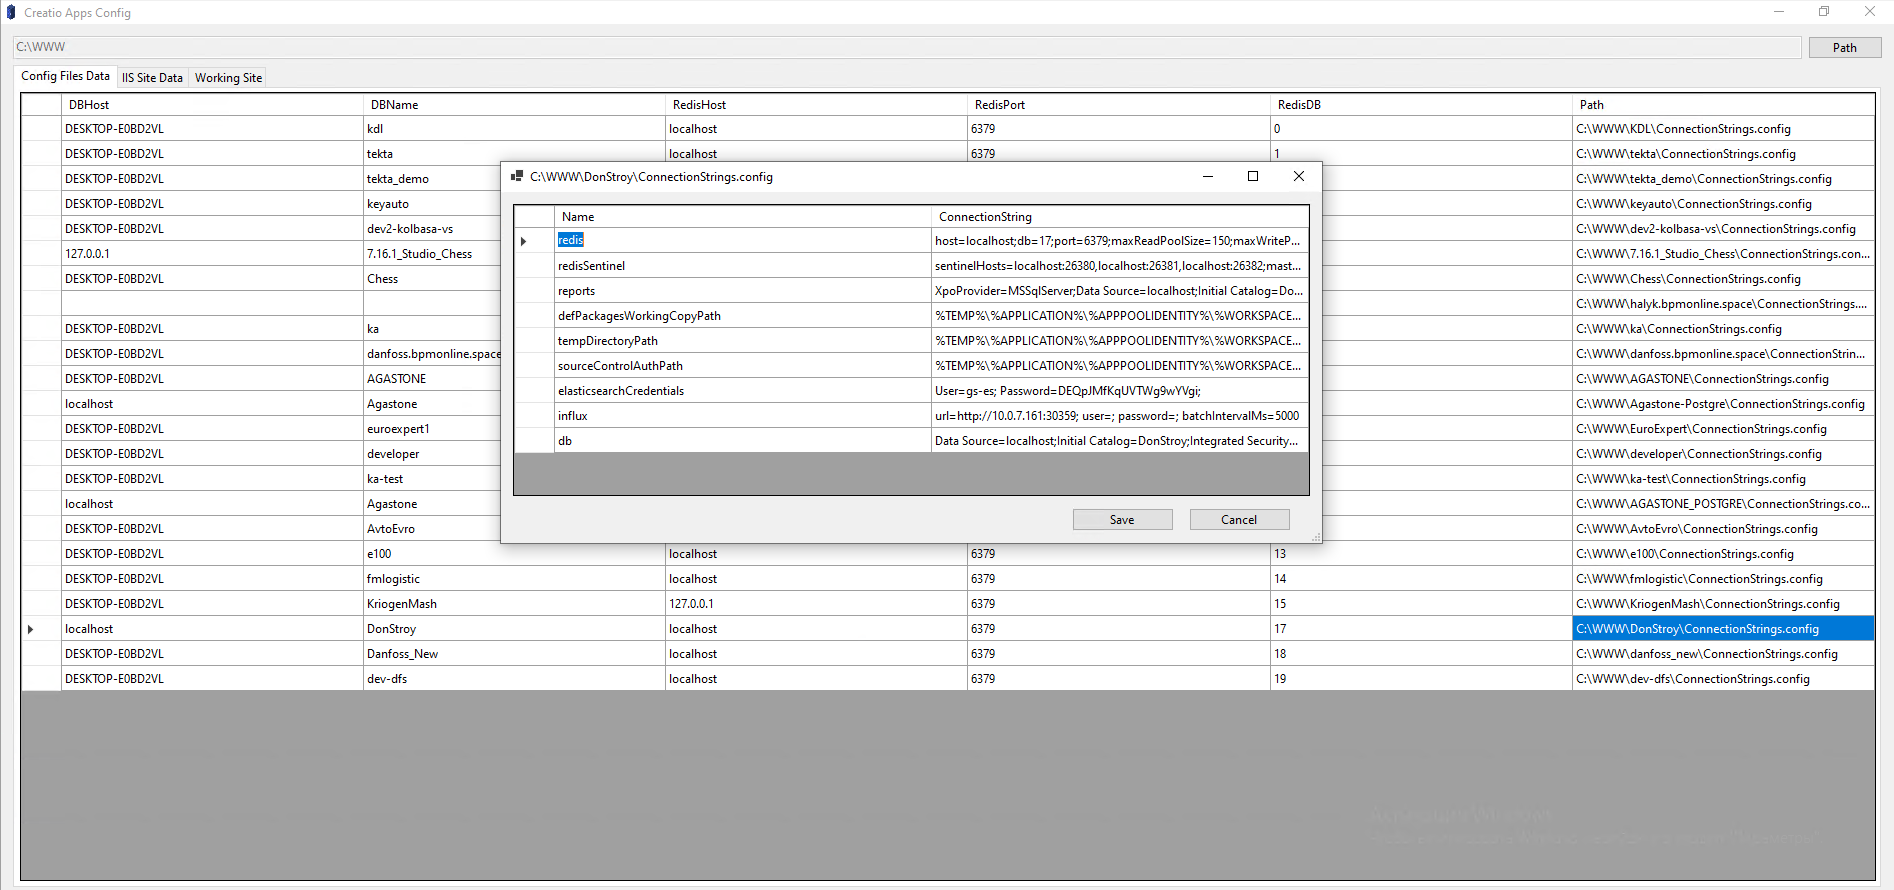 Creatio Apps Config
C:\WWW
Path
Config Files Data IIS Site Data Working Site
DBHost DBName RedisHost RedisPort RedisDB Path
DESKTOP-E0BD2VL kdl localhost 6379 0 C:\WWW\KDL\ConnectionStrings.config
DESKTOP-E0BD2VL tekta localhost 6379 1 C:\WWW\tekta\ConnectionStrings.config
DESKTOP-E0BD2VL tekta_demo C:\WWW\tekta_demo\ConnectionStrings.config
DESKTOP-E0BD2VL keyauto C:\WWW\keyauto\ConnectionStrings.config
DESKTOP-E0BD2VL dev2-kolbasa-vs C:\WWW\dev2-kolbasa-vs\ConnectionStrings.config
127.0.0.1 7.16.1_Studio_Chess C:\WWW\7.16.1_Studio_Chess\ConnectionStrings.con...
DESKTOP-E0BD2VL Chess C:\WWW\Chess\ConnectionStrings.config
C:\WWW\halyk.bpmonline.space\ConnectionStrings....
DESKTOP-E0BD2VL ka C:\WWW\ka\ConnectionStrings.config
DESKTOP-E0BD2VL danfoss.bpmonline.space C:\WWW\danfoss.bpmonline.space\ConnectionStrin...
DESKTOP-E0BD2VL AGASTONE C:\WWW\AGASTONE\ConnectionStrings.config
localhost Agastone C:\WWW\Agastone-Postgre\ConnectionStrings.config
DESKTOP-E0BD2VL euroexpert1 C:\WWW\EuroExpert\ConnectionStrings.config
DESKTOP-E0BD2VL developer C:\WWW\developer\ConnectionStrings.config
DESKTOP-E0BD2VL ka-test C:\WWW\ka-test\ConnectionStrings.config
localhost Agastone C:\WWW\AGASTONE_POSTGRE\ConnectionStrings.co...
DESKTOP-E0BD2VL AvtoEvro C:\WWW\AvtoEvro\ConnectionStrings.config
DESKTOP-E0BD2VL e100 localhost 6379 13 C:\WWW\e100\ConnectionStrings.config
DESKTOP-E0BD2VL fmlogistic localhost 6379 14 C:\WWW\fmlogistic\ConnectionStrings.config
DESKTOP-E0BD2VL KriogenMash 127.0.0.1 6379 15 C:\WWW\KriogenMash\ConnectionStrings.config
localhost DonStroy localhost 6379 17 C:\WWW\DonStroy\ConnectionStrings.config
DESKTOP-E0BD2VL Danfoss_New localhost 6379 18 C:\WWW\danfoss_new\ConnectionStrings.config
DESKTOP-E0BD2VL dev-dfs localhost 6379 19 C:\WWW\dev-dfs\ConnectionStrings.config
C:\WWW\DonStroy\ConnectionStrings.config
Name ConnectionString
redis host=localhost;db=17;port=6379;maxReadPoolSize=150;maxWriteP...
redisSentinel sentinelHosts=localhost:26380,localhost:26381,localhost:26382;mast...
reports XpoProvider=MSSqlServer;Data Source=localhost;Initial Catalog=Do...
defPackagesWorkingCopyPath %TEMP%\%APPLICATION%\%APPPOOLIDENTITY%\%WORKSPACE...
tempDirectoryPath %TEMP%\%APPLICATION%\%APPPOOLIDENTITY%\%WORKSPACE...
sourceControlAuthPath %TEMP%\%APPLICATION%\%APPPOOLIDENTITY%\%WORKSPACE...
elasticsearchCredentials User=gs-es; Password=DEQpJMfKqUVTWg9wYVgi;
influx url=http://10.0.7.161:30359; user=; password=; batchIntervalMs=5000
db Data Source=localhost;Initial Catalog=DonStroy;Integrated Security...
Save Cancel